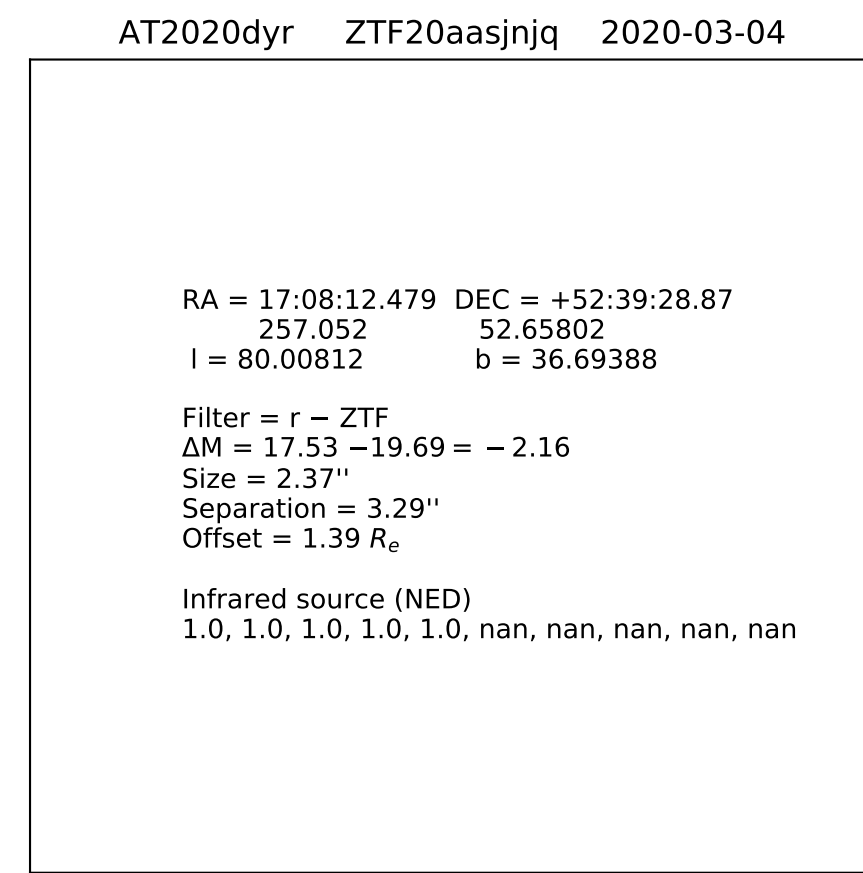 AT2020dyr ZTF20aasjnjq 2020-03-04
RA = 17:08:12.479 DEC = +52:39:28.87
257.052 52.65802
l = 80.00812 b = 36.69388
Filter = r − ZTF
ΔM = 17.53 −19.69 = − 2.16
Size = 2.37''
Separation = 3.29''
Offset = 1.39 Rₑ
Infrared source (NED)
1.0, 1.0, 1.0, 1.0, 1.0, nan, nan, nan, nan, nan